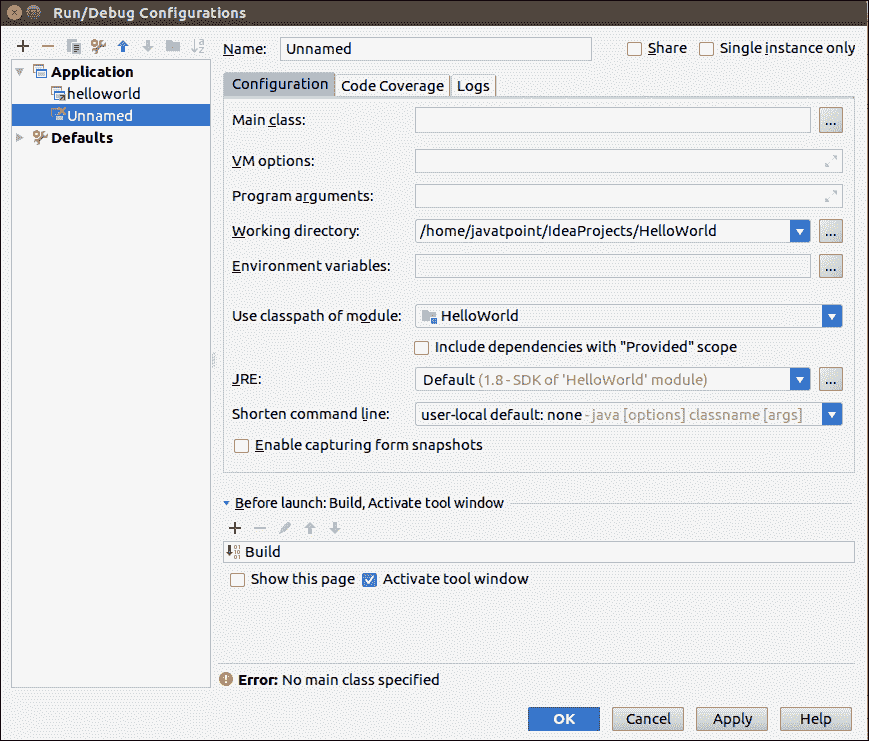 Run/Debug Configurations
Name: Unnamed Share Single instance only
Application
helloworld
Unnamed
Defaults
Configuration Code Coverage Logs
Main class: ...
VM options:
Program arguments:
Working directory: /home/javatpoint/IdeaProjects/HelloWorld ...
Environment variables: ...
Use classpath of module: HelloWorld
Include dependencies with "Provided" scope
JRE: Default (1.8 - SDK of 'HelloWorld' module) ...
Shorten command line: user-local default: none - java [options] classname [args]
Enable capturing form snapshots
Before launch: Build, Activate tool window
Build
Show this page Activate tool window
Error: No main class specified
OK Cancel Apply Help